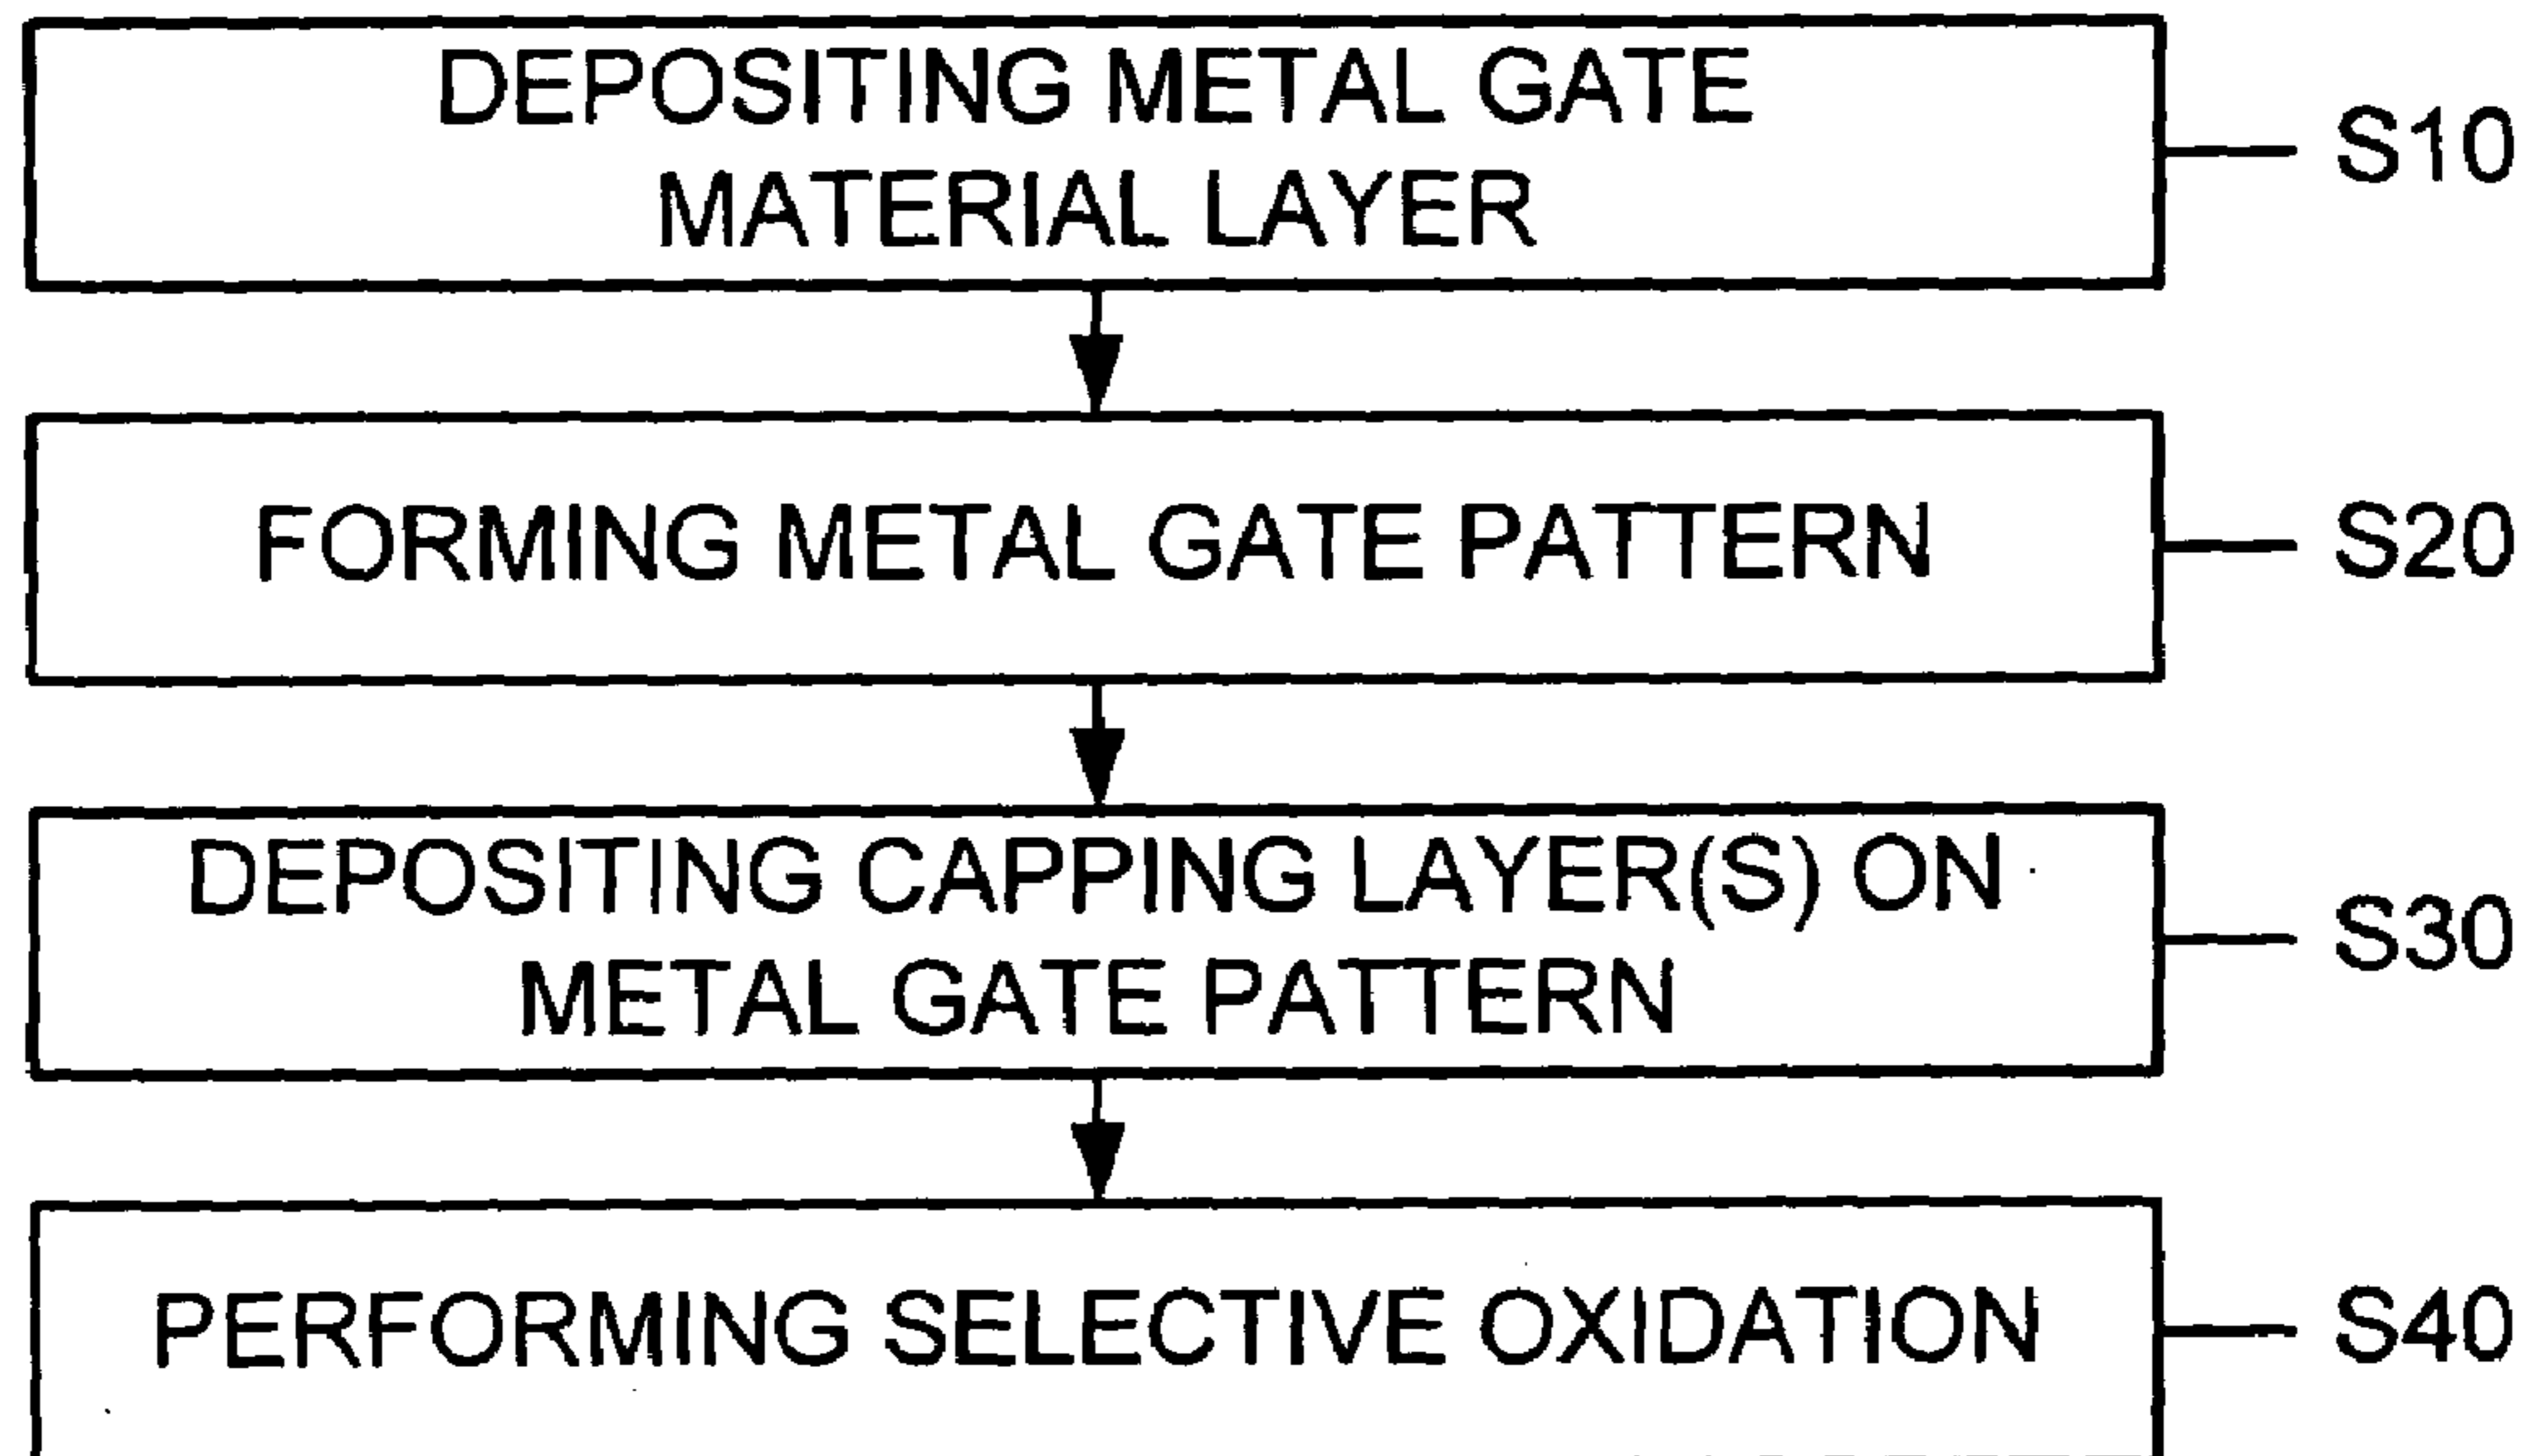 DEPOSITING METAL GATE
MATERIAL LAYER
S10
FORMING METAL GATE PATTERN
S20
DEPOSITING CAPPING LAYER(S) ON
METAL GATE PATTERN
S30
PERFORMING SELECTIVE OXIDATION
S40